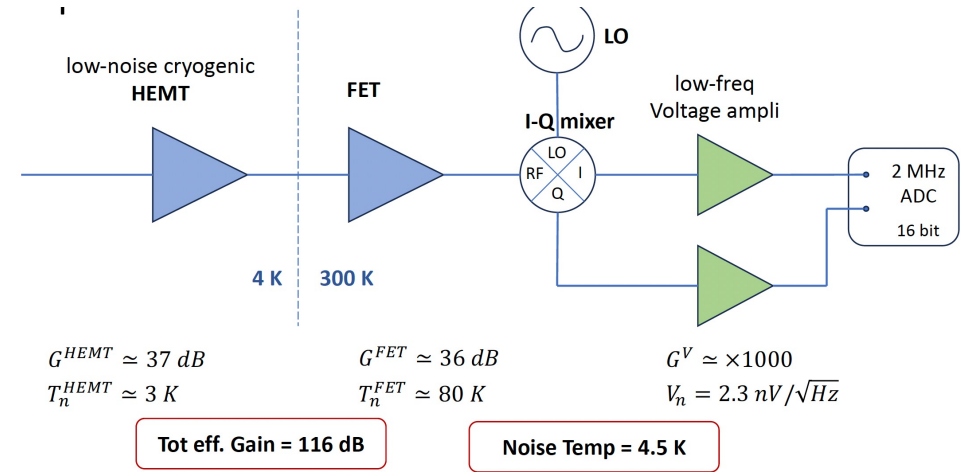 LO
low-noise cryogenic
HEMT
FET
low-freq
Voltage ampli
I-Q mixer
LO
RF
I
Q
2 MHz
ADC
16 bit
4 K
300 K
G^{HEMT} ≃ 37 dB
T_n^{HEMT} ≃ 3 K
G^{FET} ≃ 36 dB
T_n^{FET} ≃ 80 K
G^V ≃ ×1000
V_n = 2.3 nV/√Hz
Tot eff. Gain = 116 dB
Noise Temp = 4.5 K